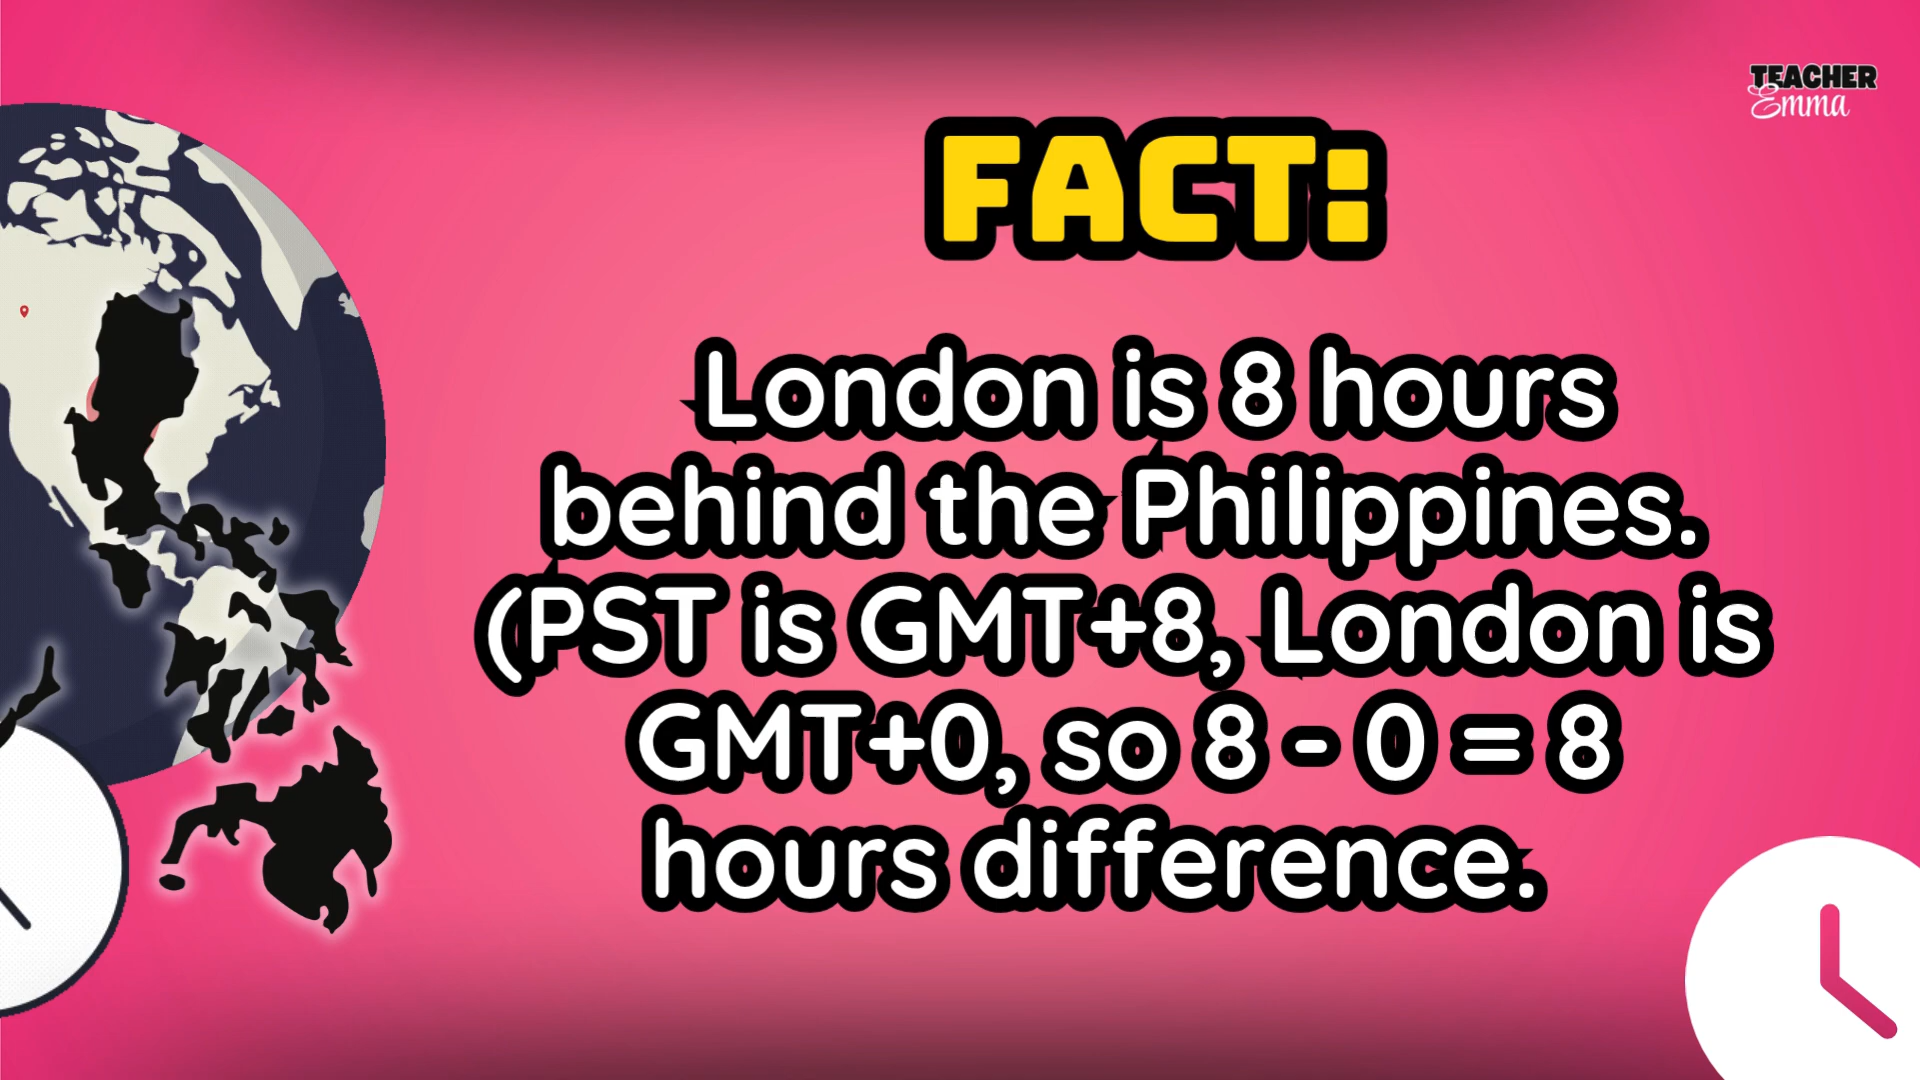 TEACHER
Emma
FACT:
London is 8 hours
behind the Philippines.
(PST is GMT+8, London is
GMT+0, so 8 - 0 = 8
hours difference.